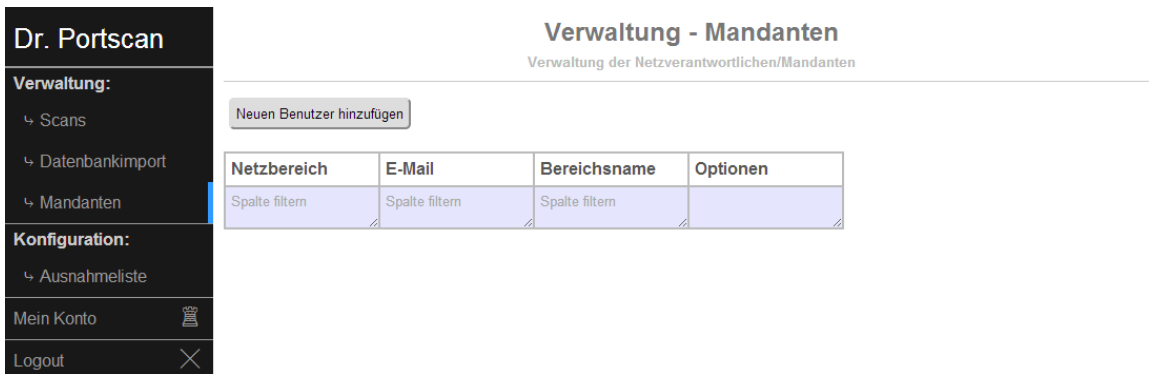 Dr. Portscan
Verwaltung:
↳ Scans
↳ Datenbankimport
↳ Mandanten
Konfiguration:
↳ Ausnahmeliste
Mein Konto
Logout
Verwaltung - Mandanten
Verwaltung der Netzverantwortlichen/Mandanten
Neuen Benutzer hinzufügen
Netzbereich E-Mail Bereichsname Optionen
Spalte filtern Spalte filtern Spalte filtern